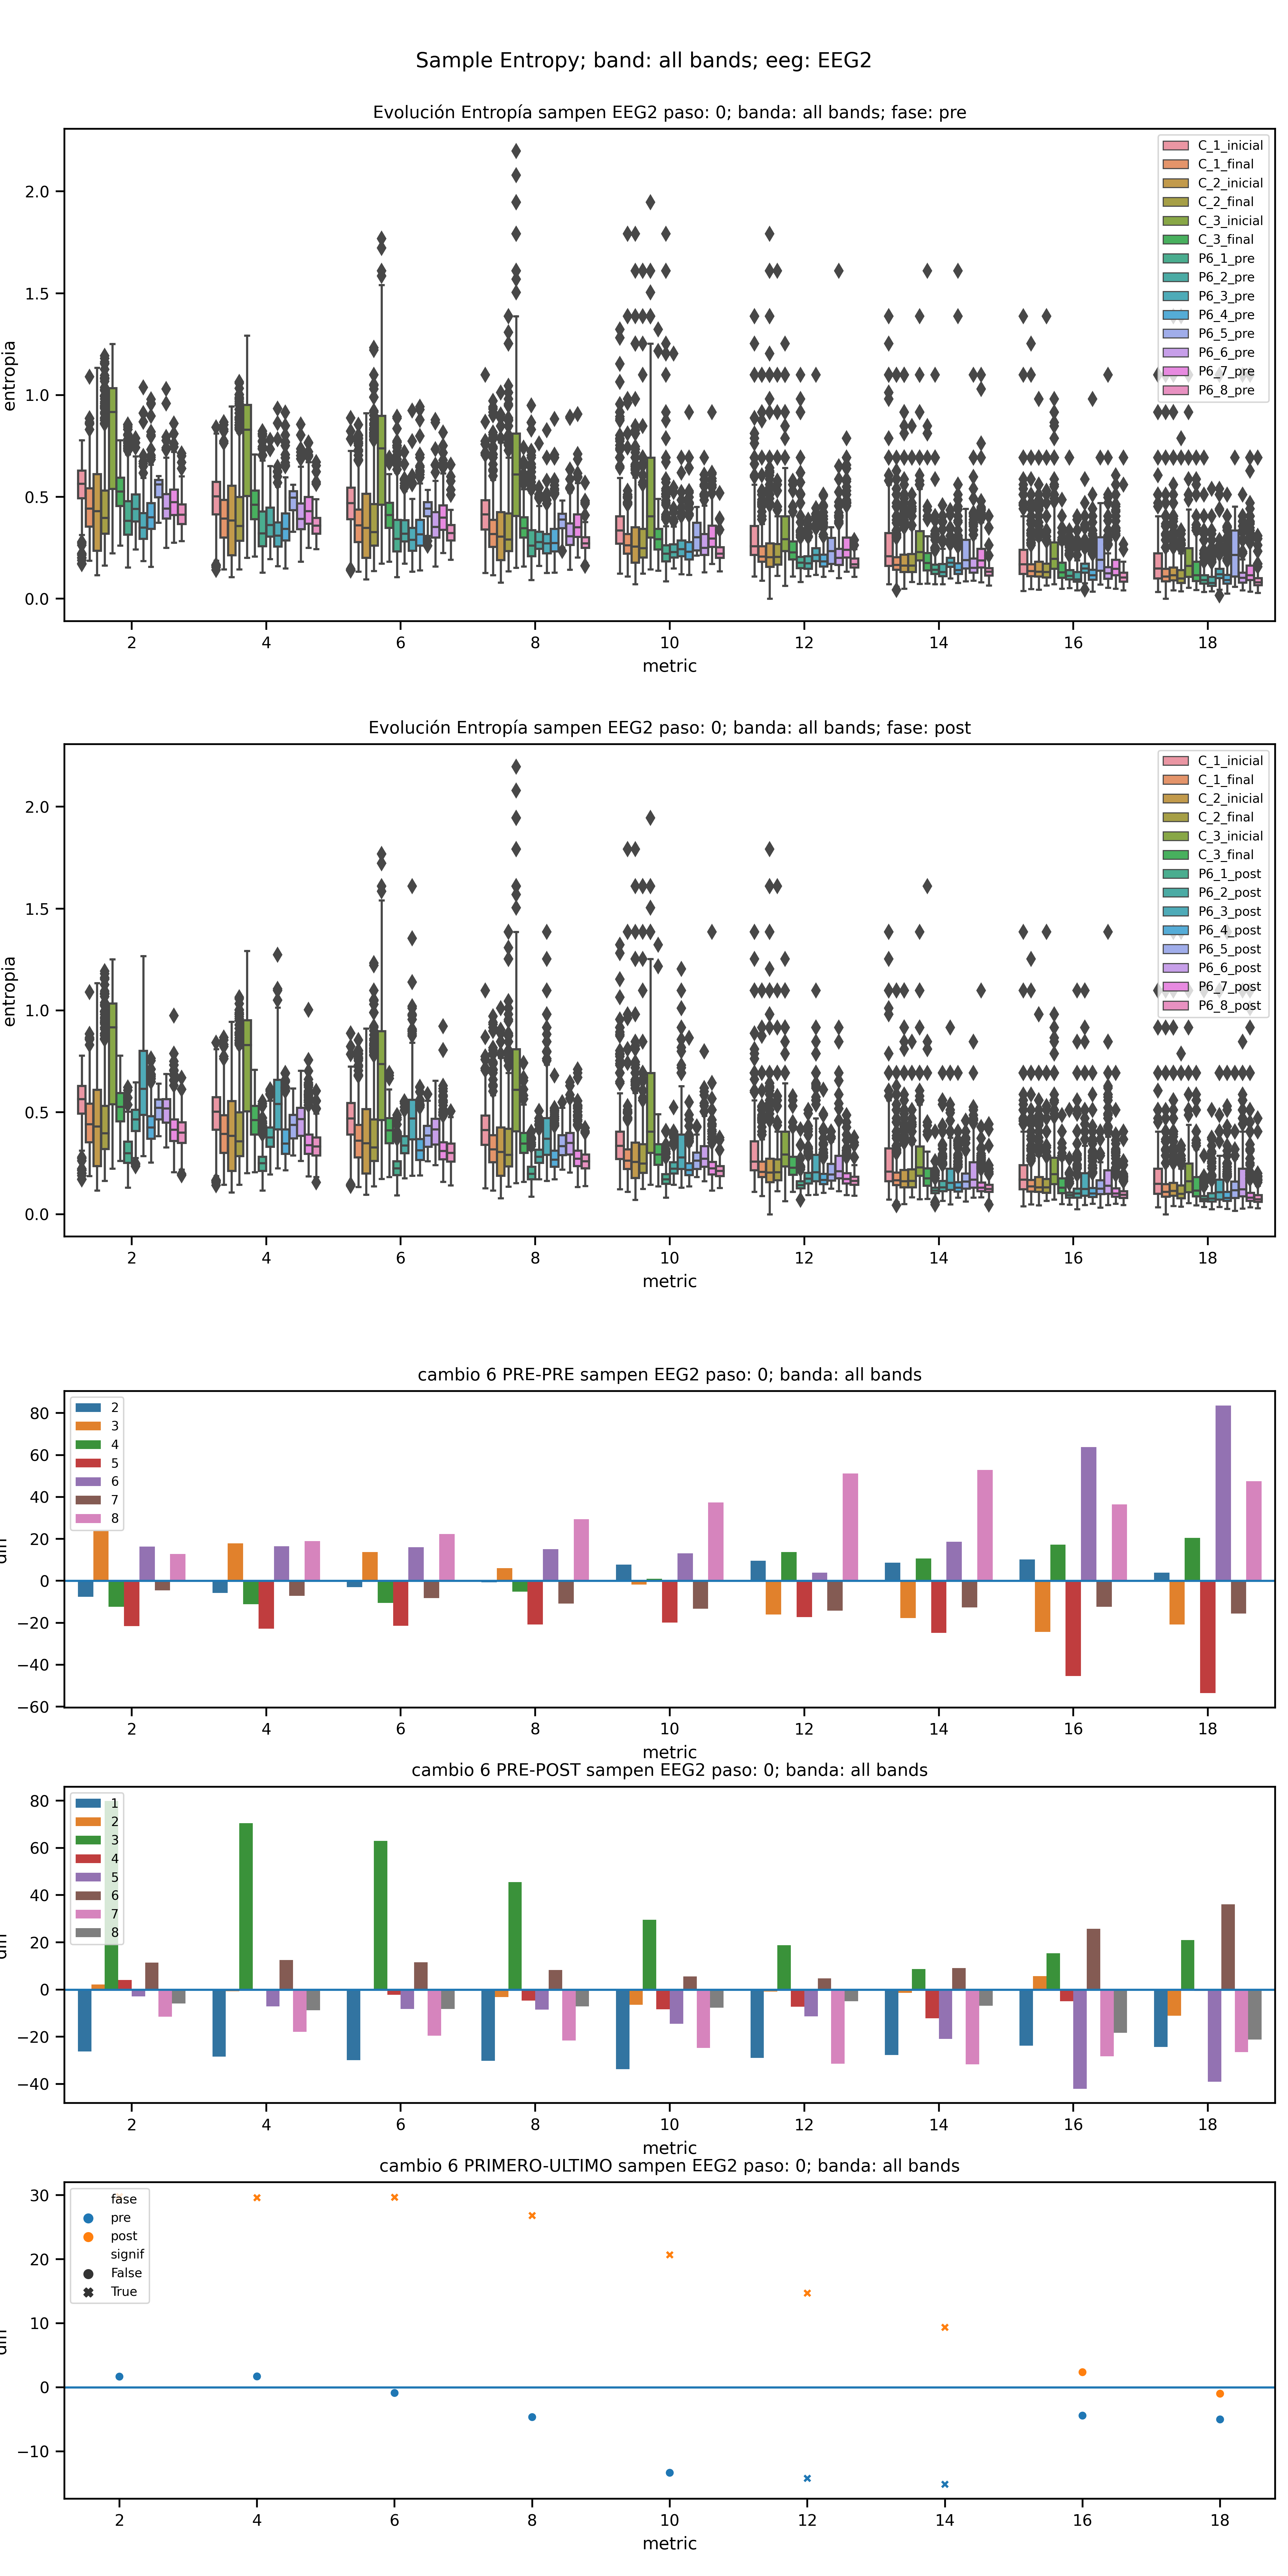 Sample Entropy; band: all bands; eeg: EEG2
Evolución Entropía sampen EEG2 paso: 0; banda: all bands; fase: pre
entropia
2.0
1.5
1.0
0.5
0.0
C_1_inicial
C_1_final
C_2_inicial
C_2_final
C_3_inicial
C_3_final
P6_1_pre
P6_2_pre
P6_3_pre
P6_4_pre
P6_5_pre
P6_6_pre
P6_7_pre
P6_8_pre
2 4 6 8 10 12 14 16 18
metric
Evolución Entropía sampen EEG2 paso: 0; banda: all bands; fase: post
entropia
2.0
1.5
1.0
0.5
0.0
C_1_inicial
C_1_final
C_2_inicial
C_2_final
C_3_inicial
C_3_final
P6_1_post
P6_2_post
P6_3_post
P6_4_post
P6_5_post
P6_6_post
P6_7_post
P6_8_post
2 4 6 8 10 12 14 16 18
metric
cambio 6 PRE-PRE sampen EEG2 paso: 0; banda: all bands
80
60
40
20
0
−20
−40
−60
2
3
4
5
6
7
8
2 4 6 8 10 12 14 16 18
metric
cambio 6 PRE-POST sampen EEG2 paso: 0; banda: all bands
80
60
40
20
0
−20
−40
1
2
3
4
5
6
7
8
2 4 6 8 10 12 14 16 18
metric
cambio 6 PRIMERO-ULTIMO sampen EEG2 paso: 0; banda: all bands
30
20
10
0
−10
fase
pre
post
signif
False
True
2 4 6 8 10 12 14 16 18
metric